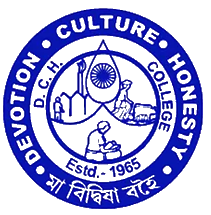 DEVOTION • CULTURE • HONESTY
D. C. H. COLLEGE
Estd.- 1965
মা বিদ্বিষা বহৈ